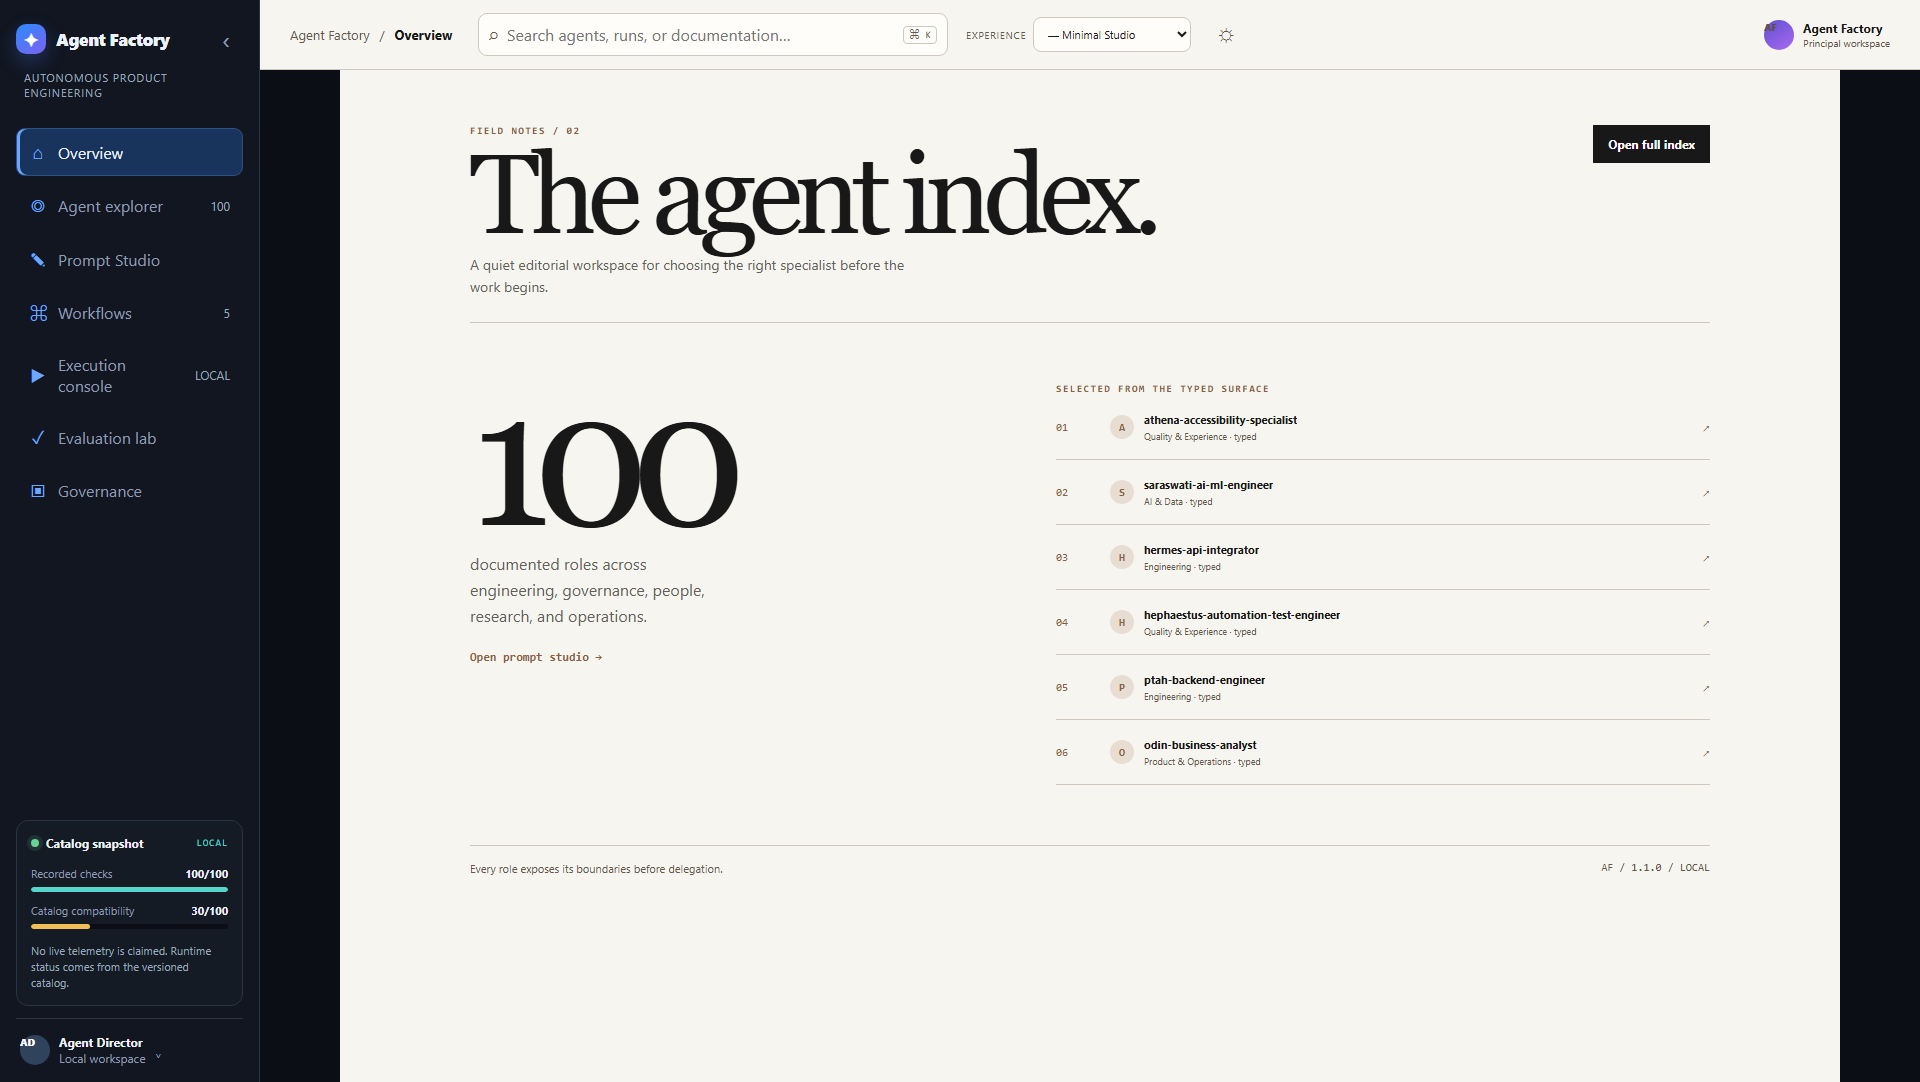 Agent Factory
AUTONOMOUS PRODUCT
ENGINEERING
Overview
Agent explorer 100
Prompt Studio
Workflows 5
Execution
console LOCAL
Evaluation lab
Governance
Catalog snapshot LOCAL
Recorded checks 100/100
Catalog compatibility 30/100
No live telemetry is claimed. Runtime
status comes from the versioned
catalog.
AD Agent Director
Local workspace
Agent Factory / Overview
Search agents, runs, or documentation... ⌘ K
EXPERIENCE — Minimal Studio
AF Agent Factory
Principal workspace
FIELD NOTES / 02
The agent index.
Open full index
A quiet editorial workspace for choosing the right specialist before the
work begins.
100
documented roles across
engineering, governance, people,
research, and operations.
Open prompt studio →
SELECTED FROM THE TYPED SURFACE
01 A athena-accessibility-specialist ↗
Quality & Experience · typed
02 S saraswati-ai-ml-engineer ↗
AI & Data · typed
03 H hermes-api-integrator ↗
Engineering · typed
04 H hephaestus-automation-test-engineer ↗
Quality & Experience · typed
05 P ptah-backend-engineer ↗
Engineering · typed
06 O odin-business-analyst ↗
Product & Operations · typed
Every role exposes its boundaries before delegation.
AF / 1.1.0 / LOCAL